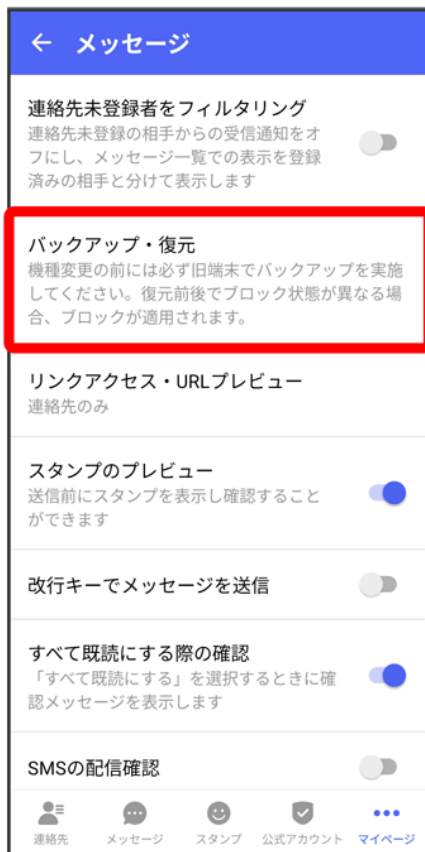 メッセージ
連絡先未登録者をフィルタリング
連絡先未登録の相手からの受信通知をオ
フにし、メッセージ一覧での表示を登録
済みの相手と分けて表示します
バックアップ・復元
機種変更の前には必ず旧端末でバックアップを実施
してください。復元前後でブロック状態が異なる場
合、ブロックが適用されます。
リンクアクセス・URLプレビュー
連絡先のみ
スタンプのプレビュー
送信前にスタンプを表示し確認すること
ができます
改行キーでメッセージを送信
すべて既読にする際の確認
「すべて既読にする」を選択するときに確
認メッセージを表示します
SMSの配信確認
連絡先 メッセージ スタンプ 公式アカウント マイページ